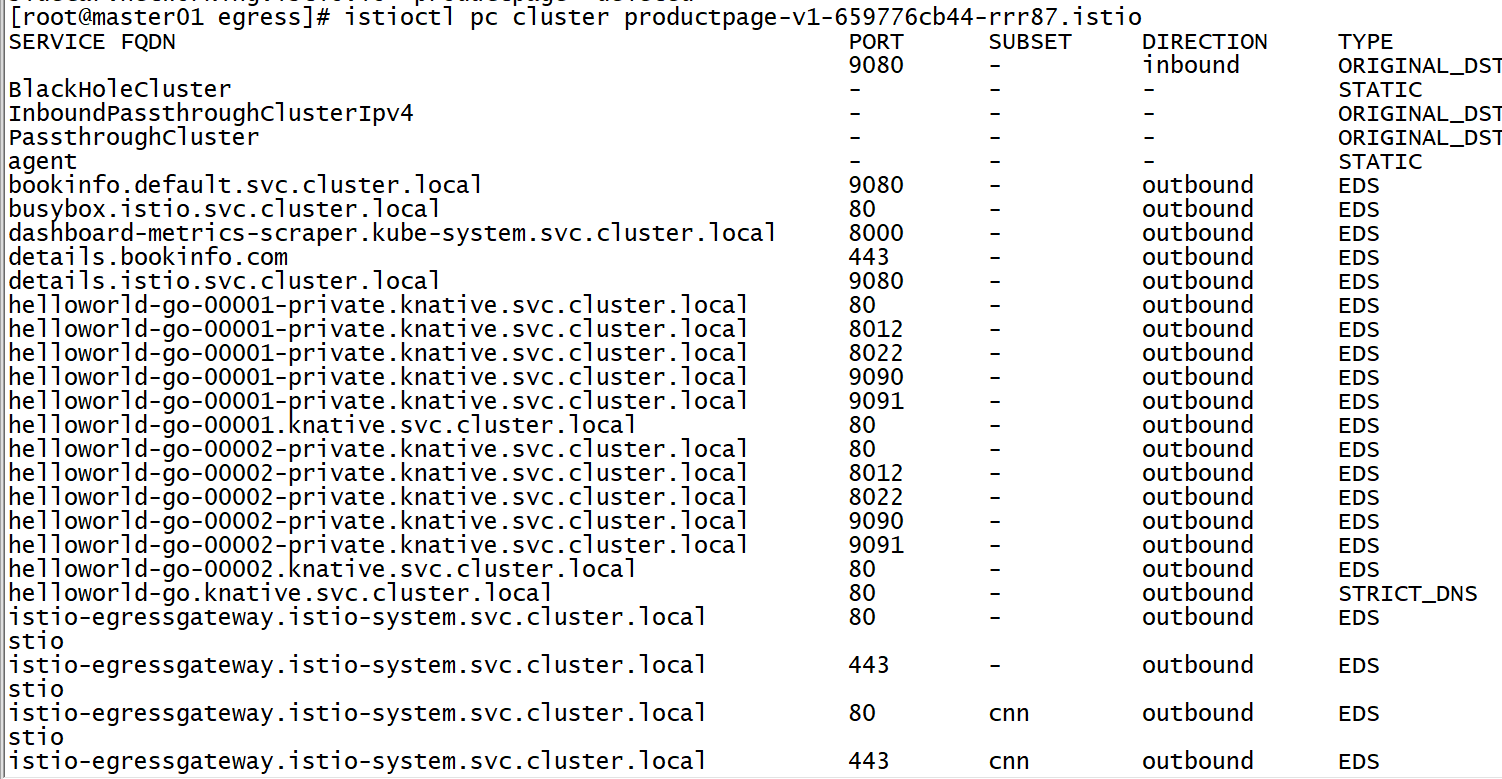 [root@master01 egress]# istioctl pc cluster productpage-v1-659776cb44-rrr87.istio
SERVICE FQDN PORT SUBSET DIRECTION TYPE
9080 - inbound ORIGINAL_DST
BlackHoleCluster - - - STATIC
InboundPassthroughClusterIpv4 - - - ORIGINAL_DST
PassthroughCluster - - - ORIGINAL_DST
agent - - - STATIC
bookinfo.default.svc.cluster.local 9080 - outbound EDS
busybox.istio.svc.cluster.local 80 - outbound EDS
dashboard-metrics-scraper.kube-system.svc.cluster.local 8000 - outbound EDS
details.bookinfo.com 443 - outbound EDS
details.istio.svc.cluster.local 9080 - outbound EDS
helloworld-go-00001-private.knative.svc.cluster.local 80 - outbound EDS
helloworld-go-00001-private.knative.svc.cluster.local 8012 - outbound EDS
helloworld-go-00001-private.knative.svc.cluster.local 8022 - outbound EDS
helloworld-go-00001-private.knative.svc.cluster.local 9090 - outbound EDS
helloworld-go-00001-private.knative.svc.cluster.local 9091 - outbound EDS
helloworld-go-00001.knative.svc.cluster.local 80 - outbound EDS
helloworld-go-00002-private.knative.svc.cluster.local 80 - outbound EDS
helloworld-go-00002-private.knative.svc.cluster.local 8012 - outbound EDS
helloworld-go-00002-private.knative.svc.cluster.local 8022 - outbound EDS
helloworld-go-00002-private.knative.svc.cluster.local 9090 - outbound EDS
helloworld-go-00002-private.knative.svc.cluster.local 9091 - outbound EDS
helloworld-go-00002.knative.svc.cluster.local 80 - outbound EDS
helloworld-go.knative.svc.cluster.local 80 - outbound STRICT_DNS
istio-egressgateway.istio-system.svc.cluster.local 80 - outbound EDS
stio
istio-egressgateway.istio-system.svc.cluster.local 443 - outbound EDS
stio
istio-egressgateway.istio-system.svc.cluster.local 80 cnn outbound EDS
stio
istio-egressgateway.istio-system.svc.cluster.local 443 cnn outbound EDS